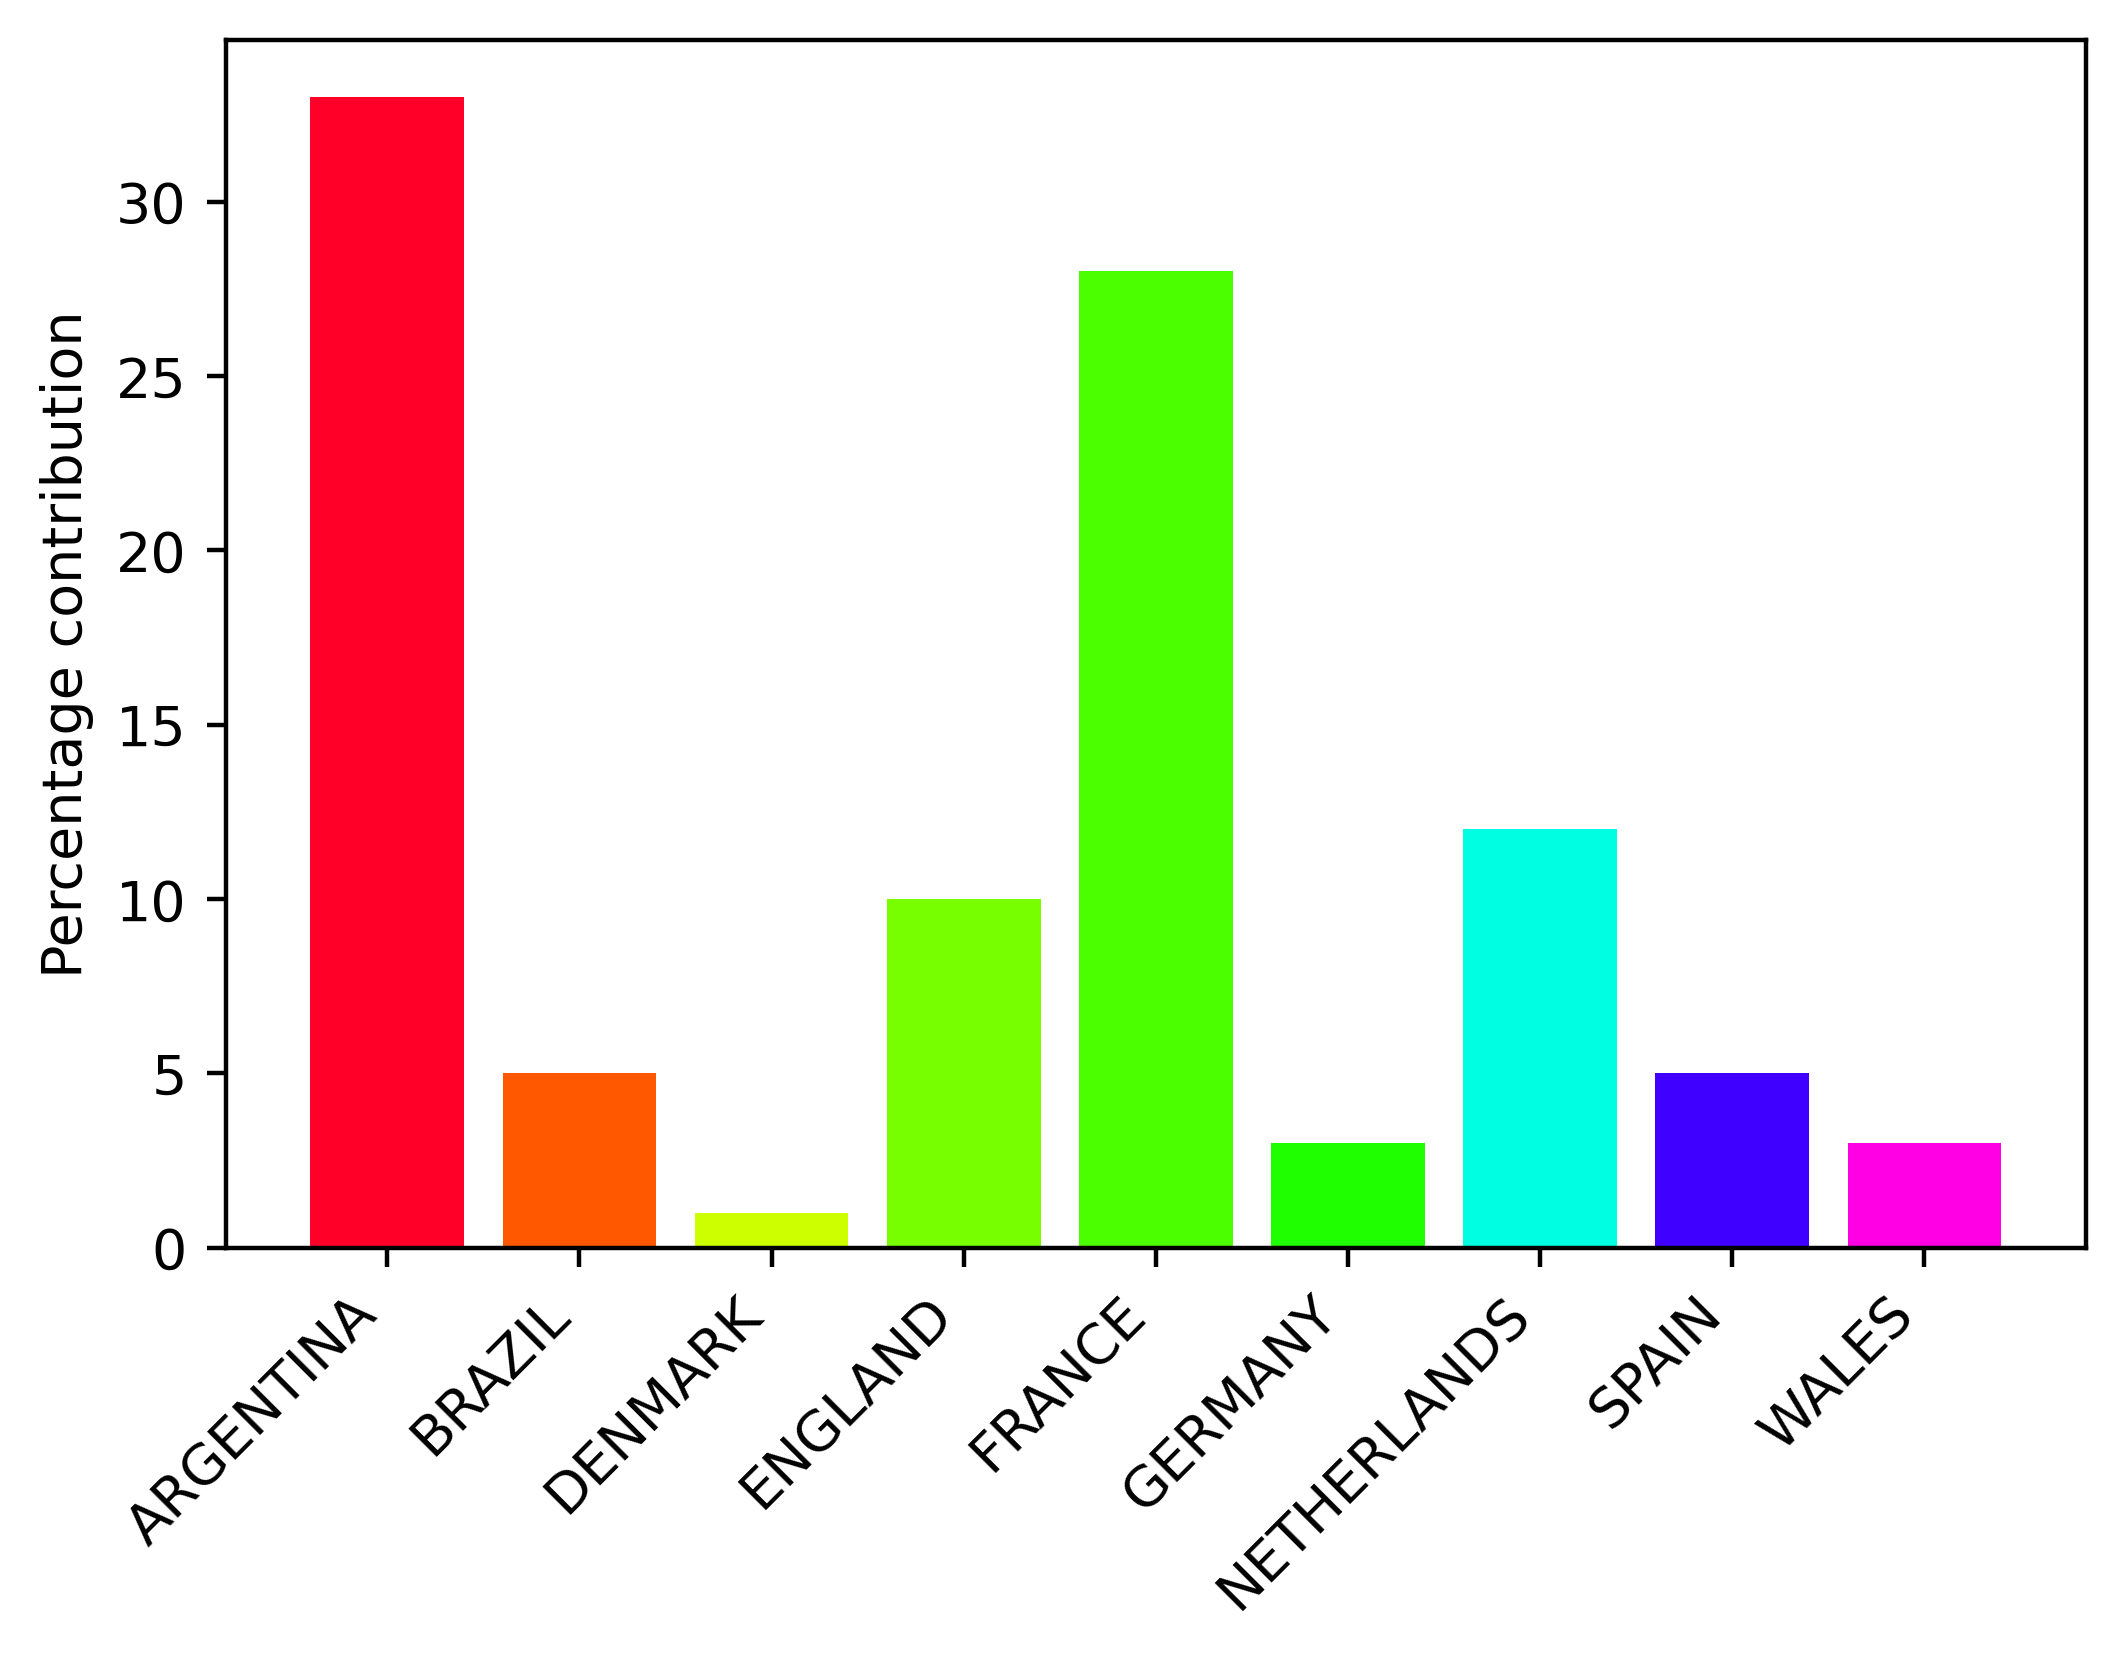 Percentage contribution
30
25
20
15
10
5
0
ARGENTINA
BRAZIL
DENMARK
ENGLAND
FRANCE
GERMANY
NETHERLANDS
SPAIN
WALES